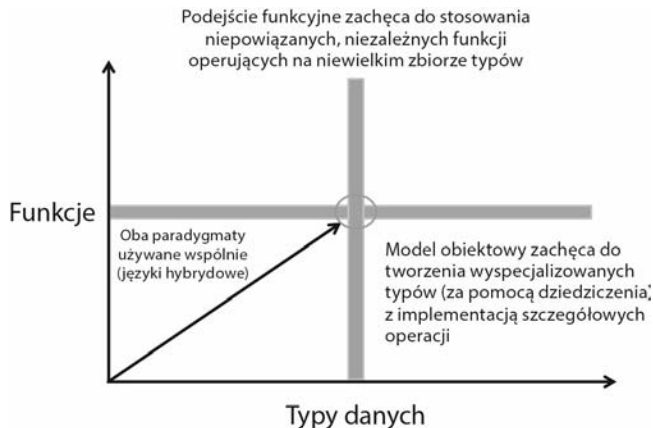 Podejście funkcyjne zachęca do stosowania
niepowiązanych, niezależnych funkcji
operujących na niewielkim zbiorze typów
Funkcje
Oba paradygmaty
używane wspólnie
(języki hybrydowe)
Model obiektowy zachęca do
tworzenia wyspecjalizowanych
typów (za pomocą dziedziczenia)
z implementacją szczegółowych
operacji
Typy danych